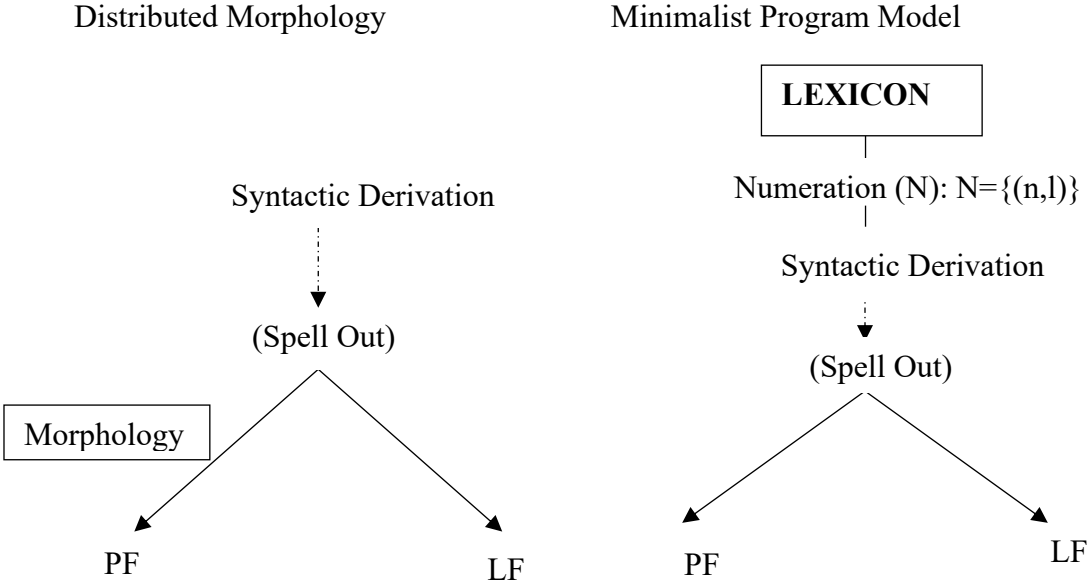 Distributed Morphology
Minimalist Program Model
LEXICON
Syntactic Derivation
Numeration (N): N={(n,l)}
Syntactic Derivation
(Spell Out)
(Spell Out)
Morphology
PF
LF
PF
LF